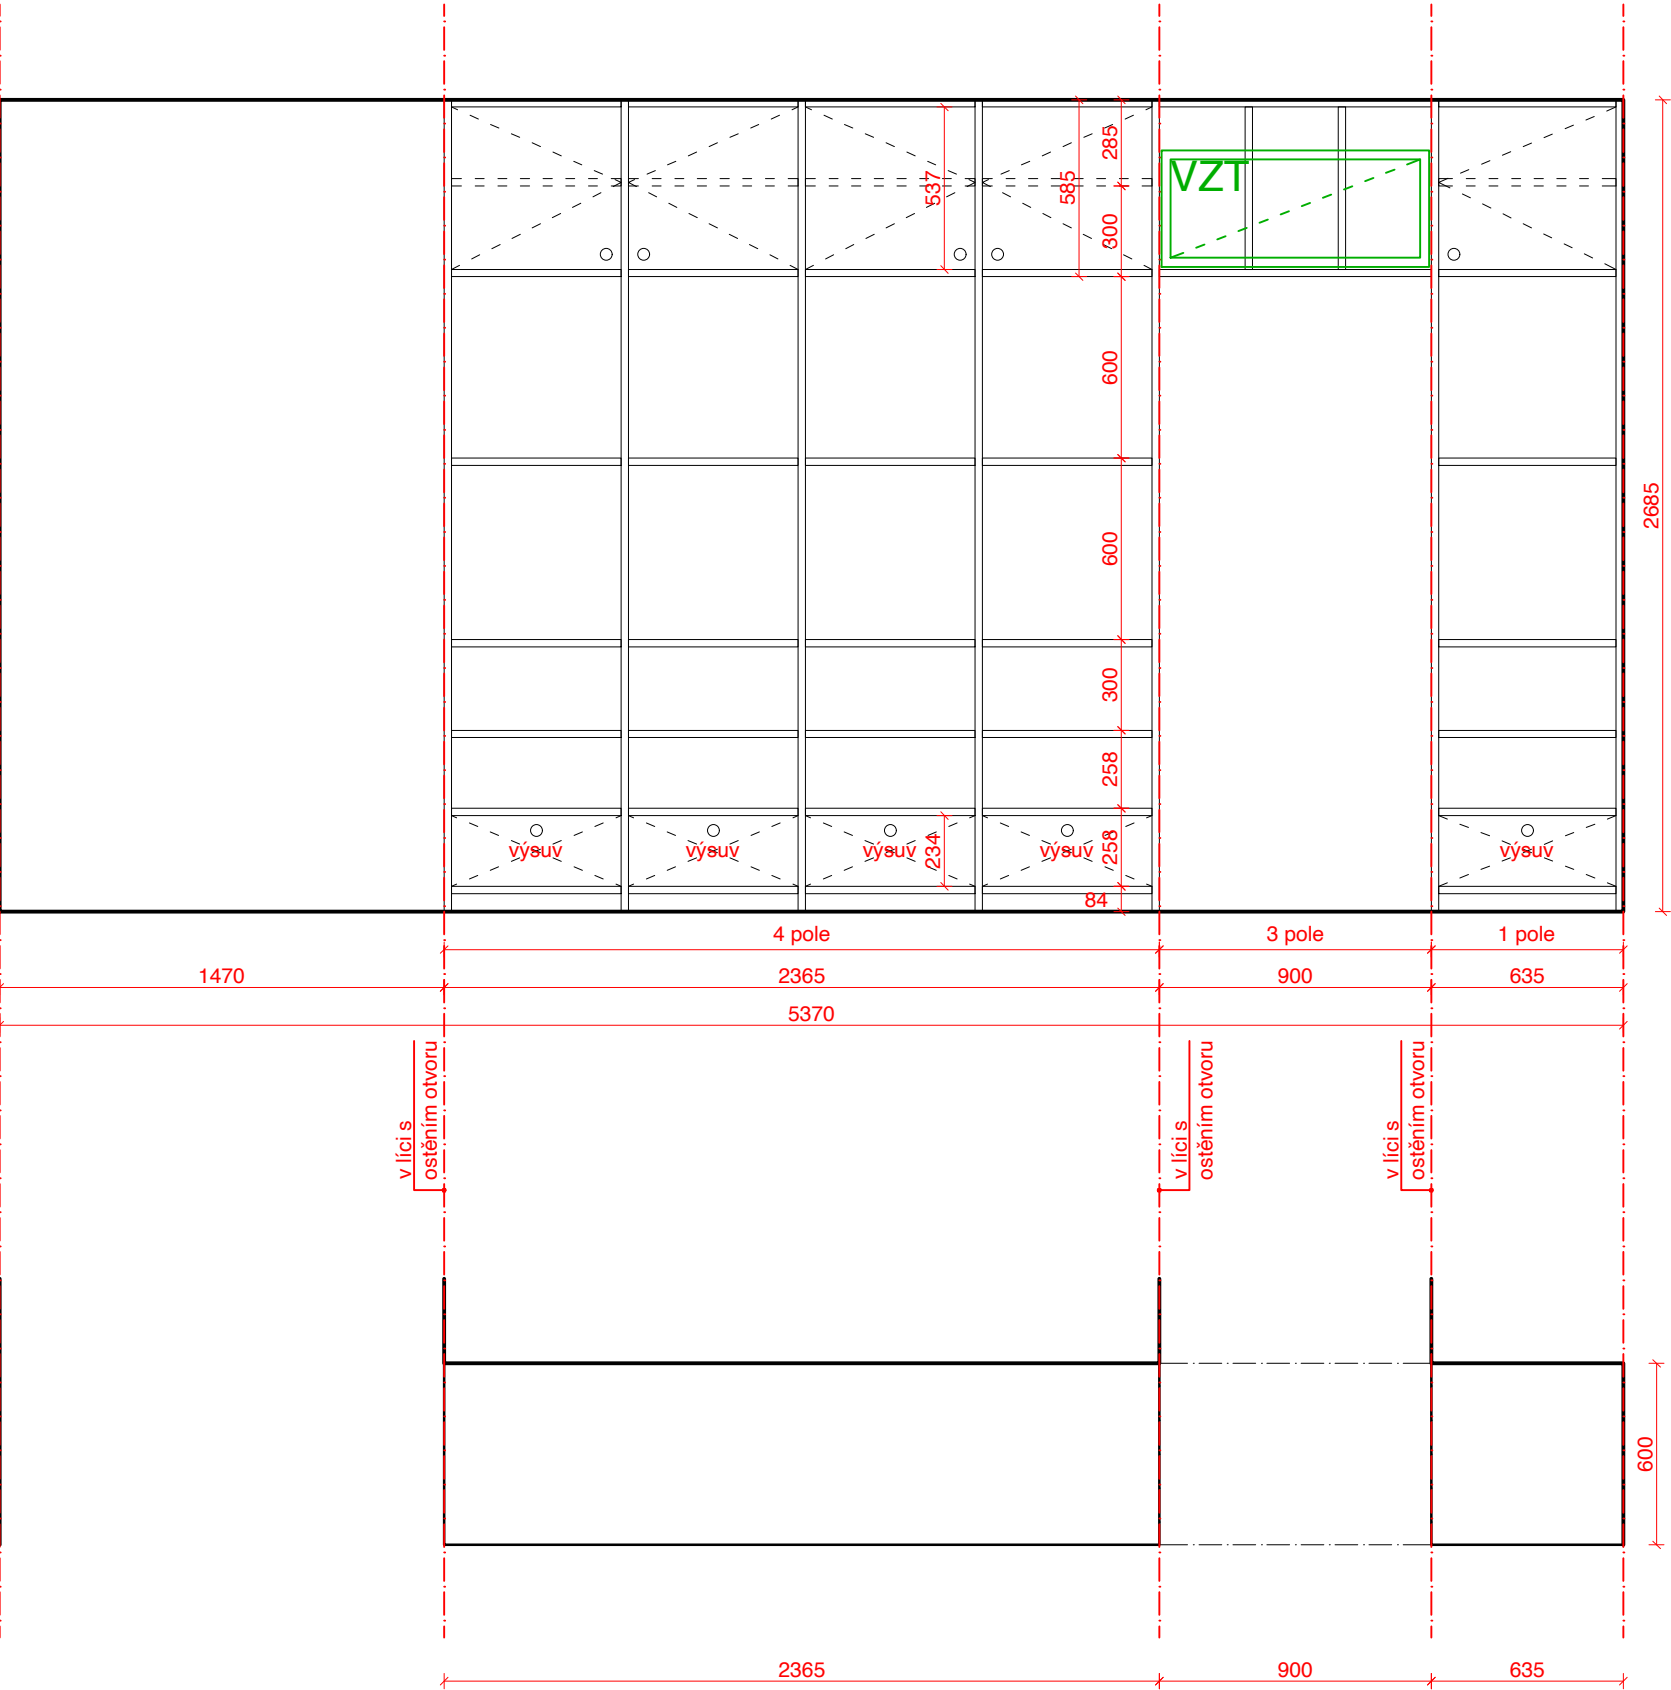 VZT
285
537
585
300
600
2685
600
300
258
výsuv
výsuv
výsuv
234
výsuv
258
výsuv
84
4 pole
3 pole
1 pole
1470
2365
900
635
5370
v líci s
ostěním otvoru
v líci s
ostěním otvoru
v líci s
ostěním otvoru
600
2365
900
635